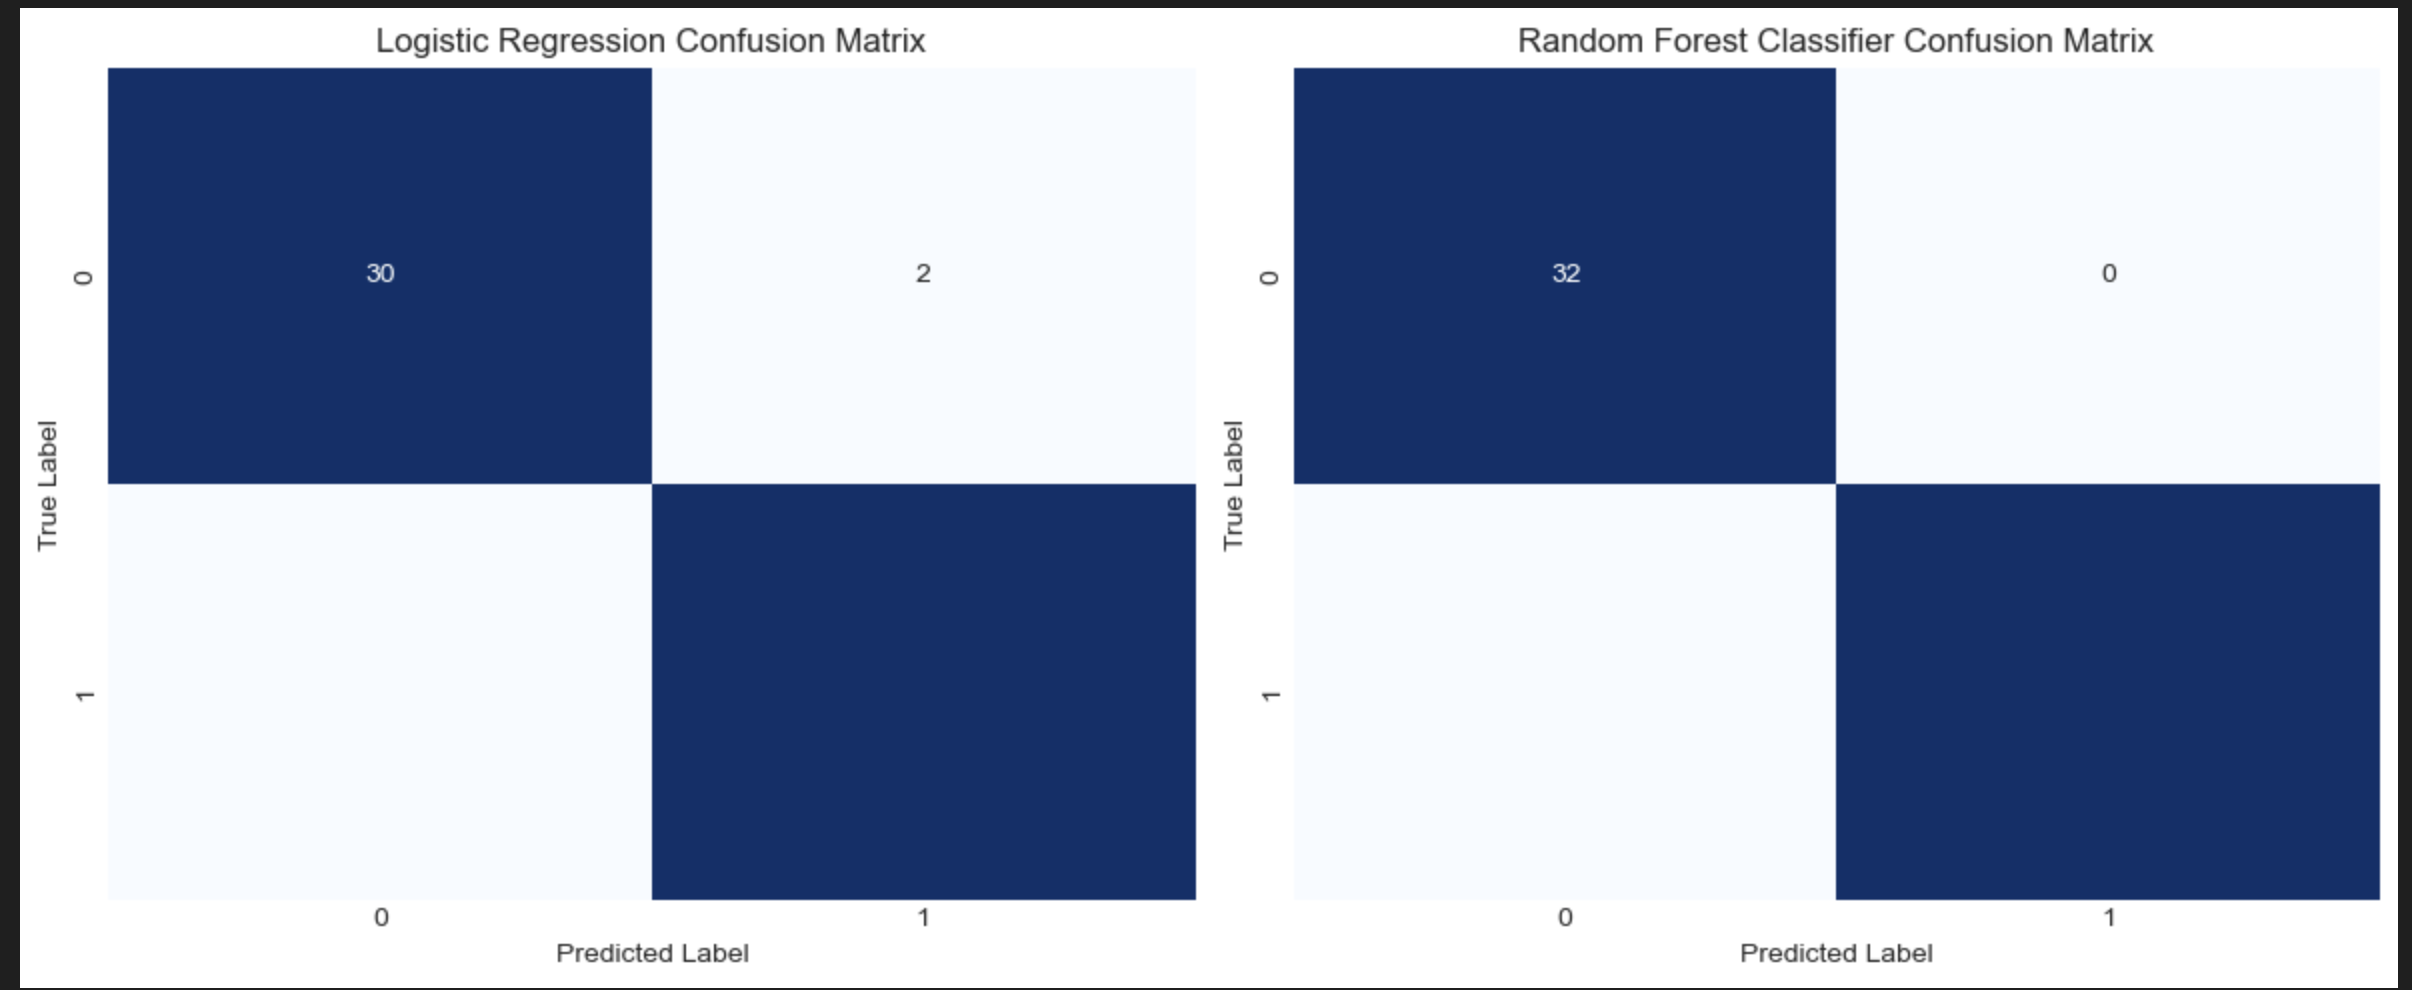 Logistic Regression Confusion Matrix
30
2
0
1
True Label
0
1
Predicted Label
Random Forest Classifier Confusion Matrix
32
0
0
1
True Label
0
1
Predicted Label